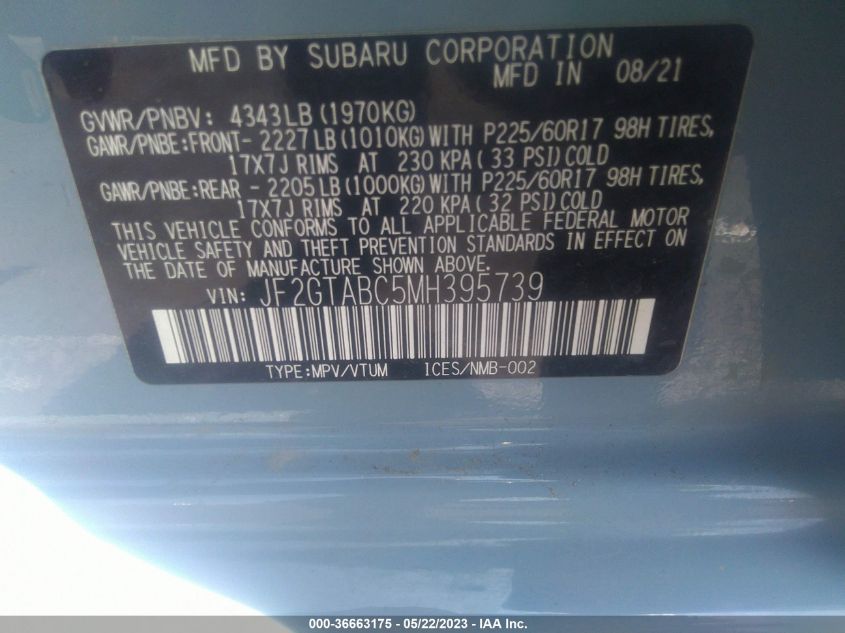 MFD BY SUBARU CORPORATION
MFD IN 08/21
GVWR/PNBV: 4343LB (1970KG)
GAWR/PNBE:FRONT- 2227LB (1010KG) WITH P225/60R17 98H TIRES,
17X7J RIMS AT 230 KPA ( 33 PSI) COLD
GAWR/PNBE:REAR - 2205LB (1000KG) WITH P225/60R17 98H TIRES,
17X7J RIMS AT 220 KPA ( 32 PSI) COLD
THIS VEHICLE CONFORMS TO ALL APPLICABLE FEDERAL MOTOR
VEHICLE SAFETY AND THEFT PREVENTION STANDARDS IN EFFECT ON
THE DATE OF MANUFACTURE SHOWN ABOVE.
VIN: JF2GTABC5MH395739
TYPE:MPV/VTUM ICES/NMB-002
000-36663175 - 05/22/2023 - IAA Inc.